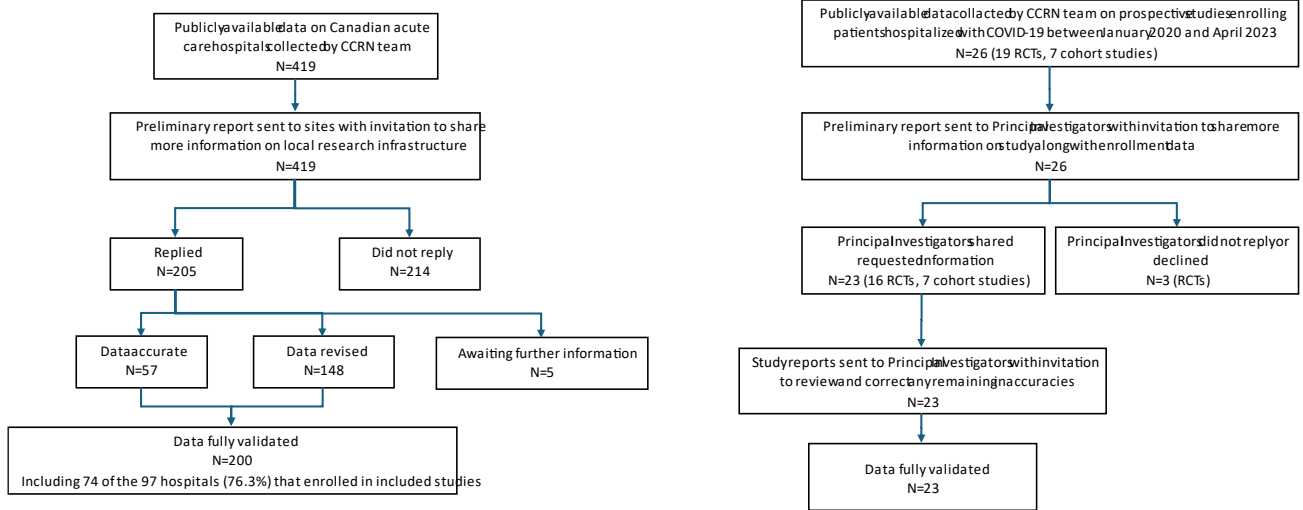 Publicly available data on Canadian acute
care hospitals collected by CCRN team
N=419
Preliminary report sent to sites with invitation to share
more information on local research infrastructure
N=419
Replied
N=205
Did not reply
N=214
Data accurate
N=57
Data revised
N=148
Awaiting further information
N=5
Data fully validated
N=200
Including 74 of the 97 hospitals (76.3%) that enrolled in included studies
Publicly available data collected by CCRN team on prospective studies enrolling
patients hospitalized with COVID-19 between January 2020 and April 2023
N=26 (19 RCTs, 7 cohort studies)
Preliminary report sent to Principal Investigators with invitation to share more
information on study along with enrollment data
N=26
Principal Investigators shared
requested information
N=23 (16 RCTs, 7 cohort studies)
Principal Investigators did not reply or
declined
N=3 (RCTs)
Study reports sent to Principal Investigators with invitation
to review and correct any remaining inaccuracies
N=23
Data fully validated
N=23